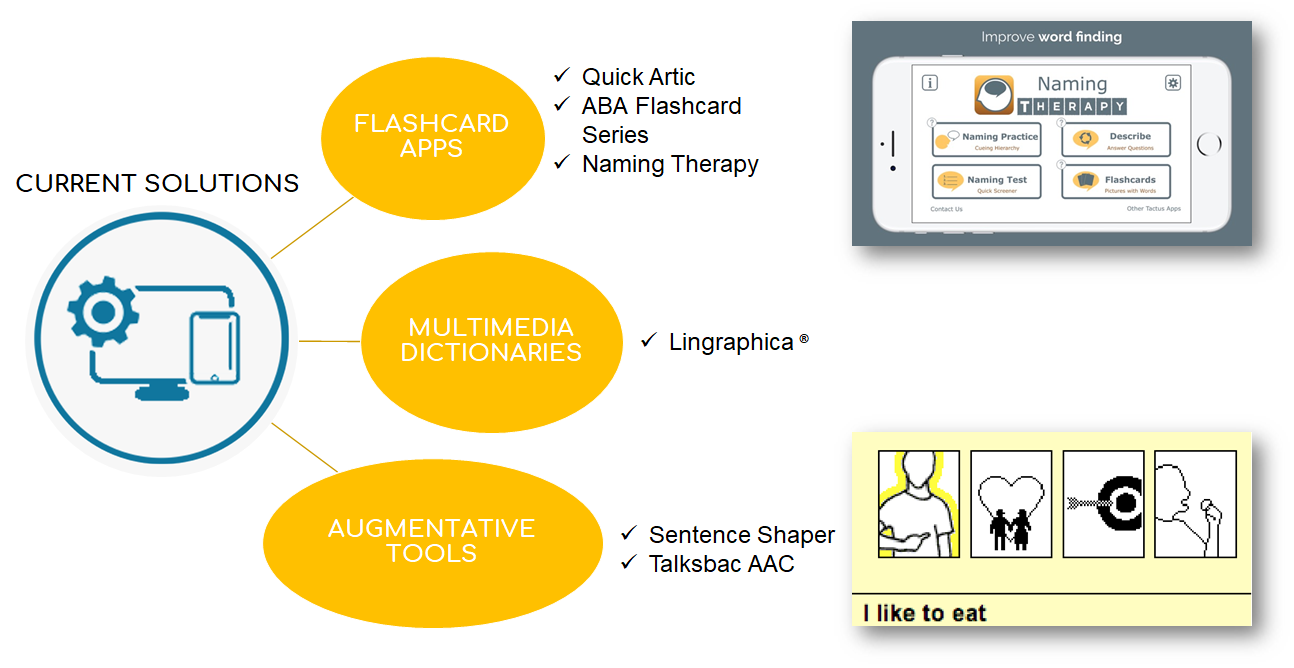 CURRENT SOLUTIONS
FLASHCARD
APPS
✓ Quick Artic
✓ ABA Flashcard
Series
✓ Naming Therapy
MULTIMEDIA
DICTIONARIES
✓ Lingraphica ®
AUGMENTATIVE
TOOLS
✓ Sentence Shaper
✓ Talksbac AAC
Improve word finding
i
Naming
THERAPY
?
Naming Practice
Cueing Hierarchy
?
Describe
Answer Questions
Naming Test
Quick Screener
?
Flashcards
Pictures with Words
Contact Us
Other Tactus Apps
I like to eat